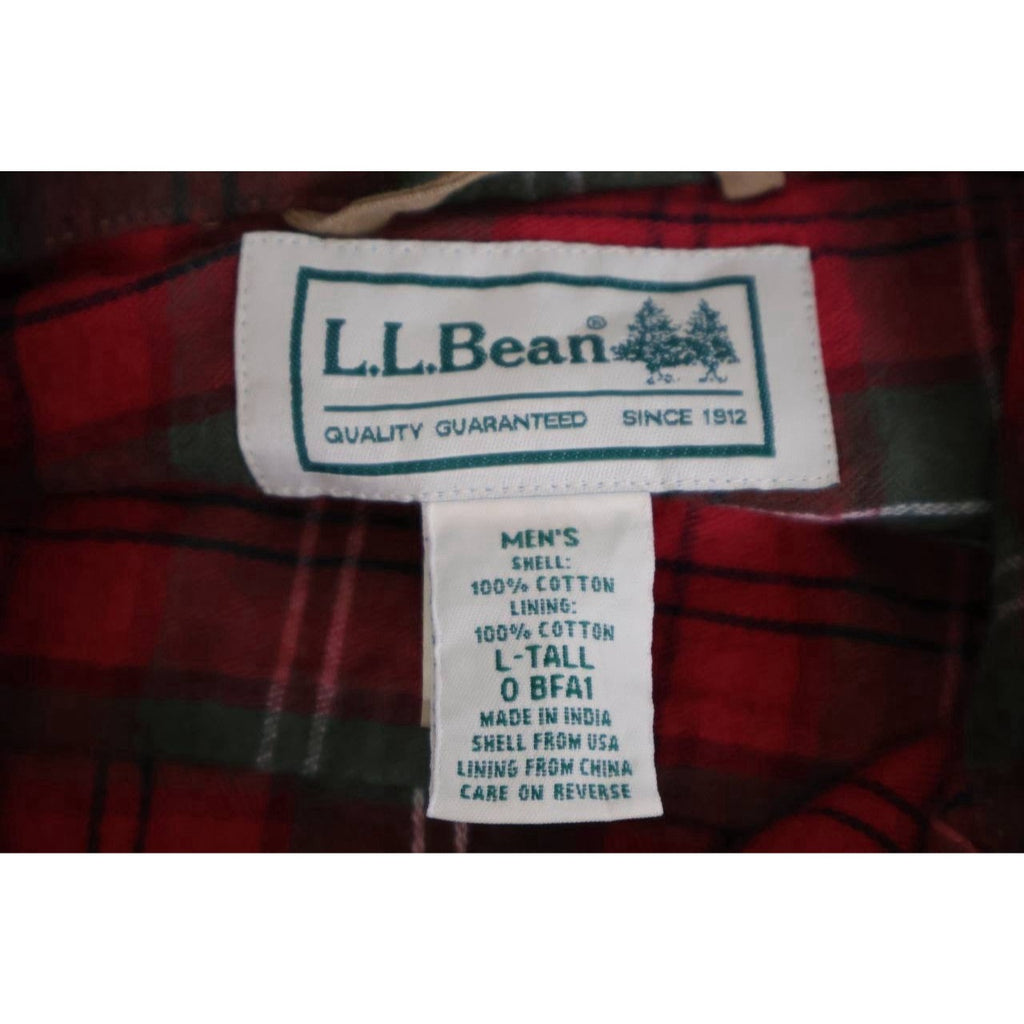 L.L.Bean®
QUALITY GUARANTEED SINCE 1912
MEN'S
SHELL:
100% COTTON
LINING:
100% COTTON
L-TALL
0 BFA1
MADE IN INDIA
SHELL FROM USA
LINING FROM CHINA
CARE ON REVERSE